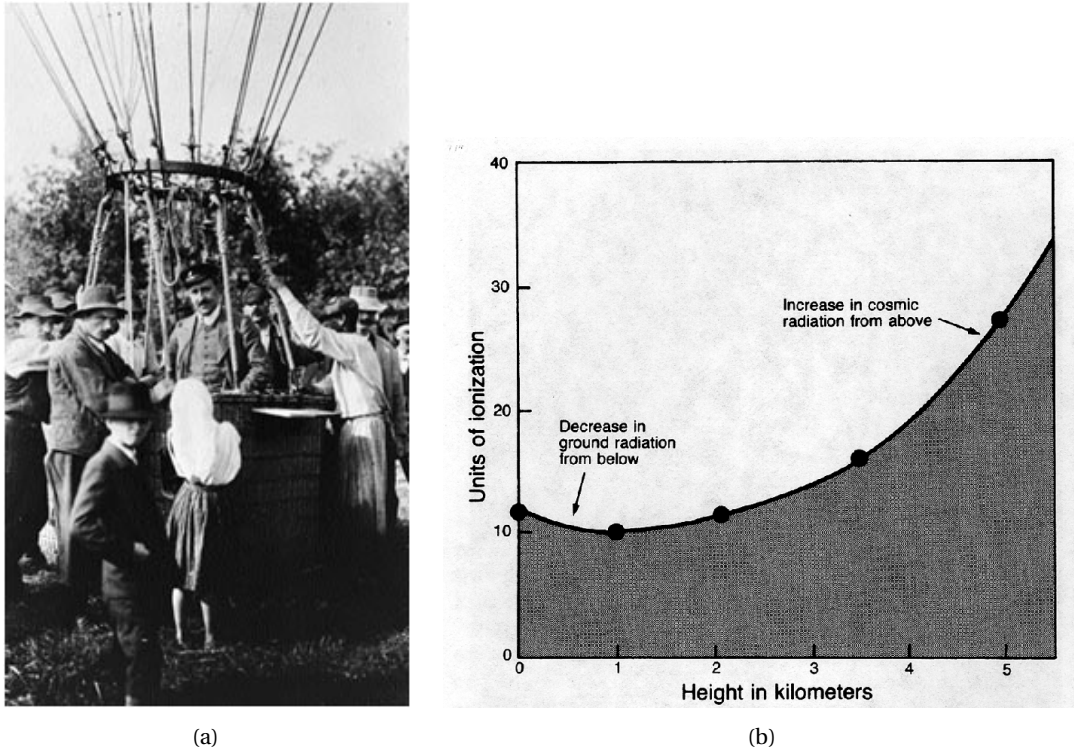 40
30
20
10
0
Units of ionization
Increase in cosmic
radiation from above
Decrease in
ground radiation
from below
0 1 2 3 4 5
Height in kilometers
(a)
(b)